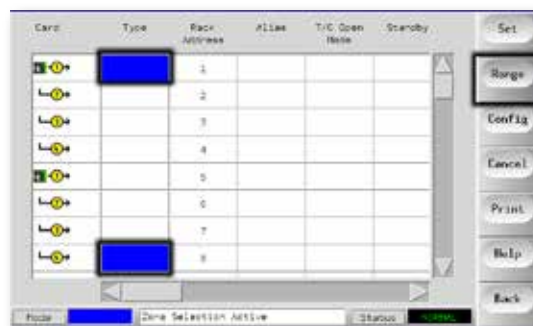 Card Type Rack Address Alias T/C Open Mode Standby
1
2
3
4
5
6
7
8
Set
Range
Config
Cancel
Print
Help
Back
Mode Zone Selection Active Status NORMAL